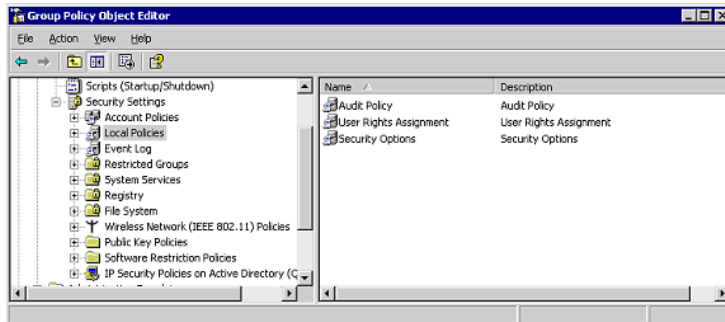 Group Policy Object Editor
File Action View Help
Scripts (Startup/Shutdown)
Security Settings
Account Policies
Local Policies
Event Log
Restricted Groups
System Services
Registry
File System
Wireless Network (IEEE 802.11) Policies
Public Key Policies
Software Restriction Policies
IP Security Policies on Active Directory (C
Name Description
Audit Policy Audit Policy
User Rights Assignment User Rights Assignment
Security Options Security Options